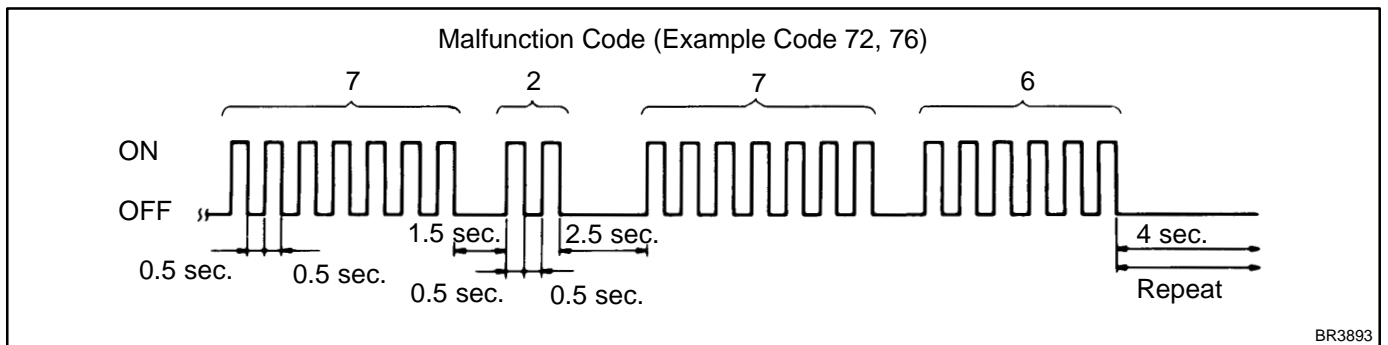 Malfunction Code (Example Code 72, 76)
7 2 7 6
ON
OFF
1.5 sec. 2.5 sec. 4 sec.
0.5 sec. 0.5 sec.
0.5 sec. 0.5 sec.
Repeat
BR3893